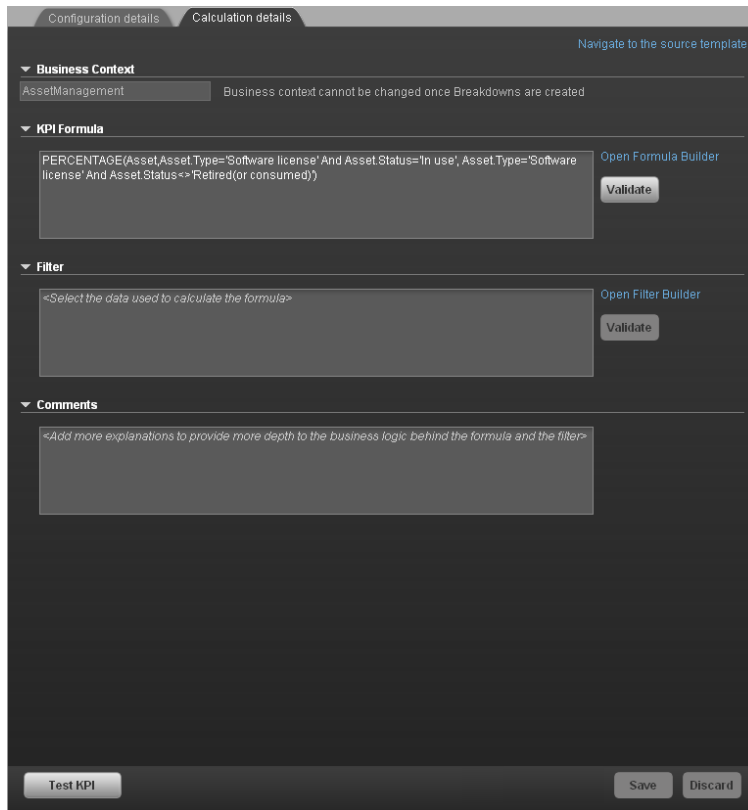 Configuration details
Calculation details
Navigate to the source template
Business Context
AssetManagement
Business context cannot be changed once Breakdowns are created
KPI Formula
PERCENTAGE(Asset,Asset.Type='Software license' And Asset.Status='In use', Asset.Type='Software
license' And Asset.Status<>'Retired(or consumed)')
Open Formula Builder
Validate
Filter
<Select the data used to calculate the formula>
Open Filter Builder
Validate
Comments
<Add more explanations to provide more depth to the business logic behind the formula and the filter>
Test KPI
Save
Discard